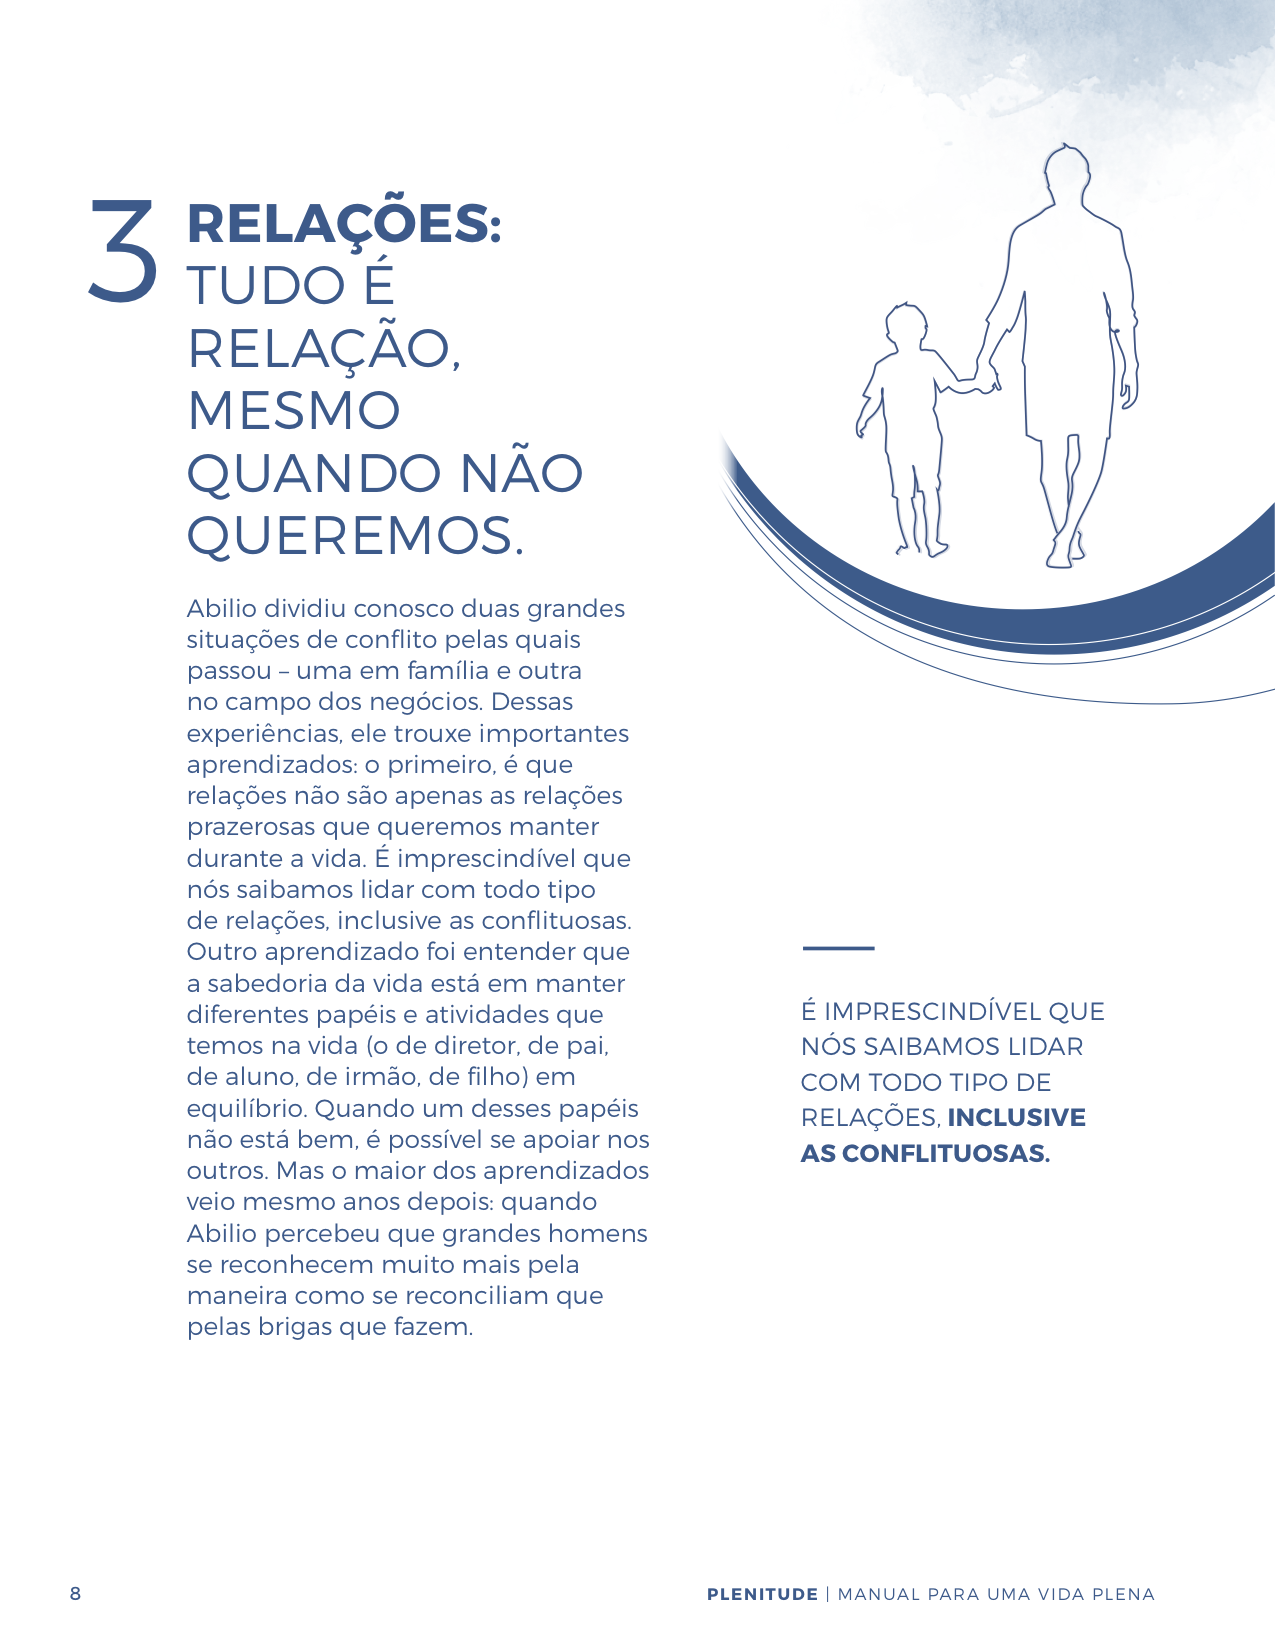 3
RELAÇÕES:
TUDO É
RELAÇÃO,
MESMO
QUANDO NÃO
QUEREMOS.
Abilio dividiu conosco duas grandes
situações de conflito pelas quais
passou – uma em família e outra
no campo dos negócios. Dessas
experiências, ele trouxe importantes
aprendizados: o primeiro, é que
relações não são apenas as relações
prazerosas que queremos manter
durante a vida. É imprescindível que
nós saibamos lidar com todo tipo
de relações, inclusive as conflituosas.
Outro aprendizado foi entender que
a sabedoria da vida está em manter
diferentes papéis e atividades que
temos na vida (o de diretor, de pai,
de aluno, de irmão, de filho) em
equilíbrio. Quando um desses papéis
não está bem, é possível se apoiar nos
outros. Mas o maior dos aprendizados
veio mesmo anos depois: quando
Abilio percebeu que grandes homens
se reconhecem muito mais pela
maneira como se reconciliam que
pelas brigas que fazem.
É IMPRESCINDÍVEL QUE
NÓS SAIBAMOS LIDAR
COM TODO TIPO DE
RELAÇÕES, INCLUSIVE
AS CONFLITUOSAS.
8
PLENITUDE | MANUAL PARA UMA VIDA PLENA